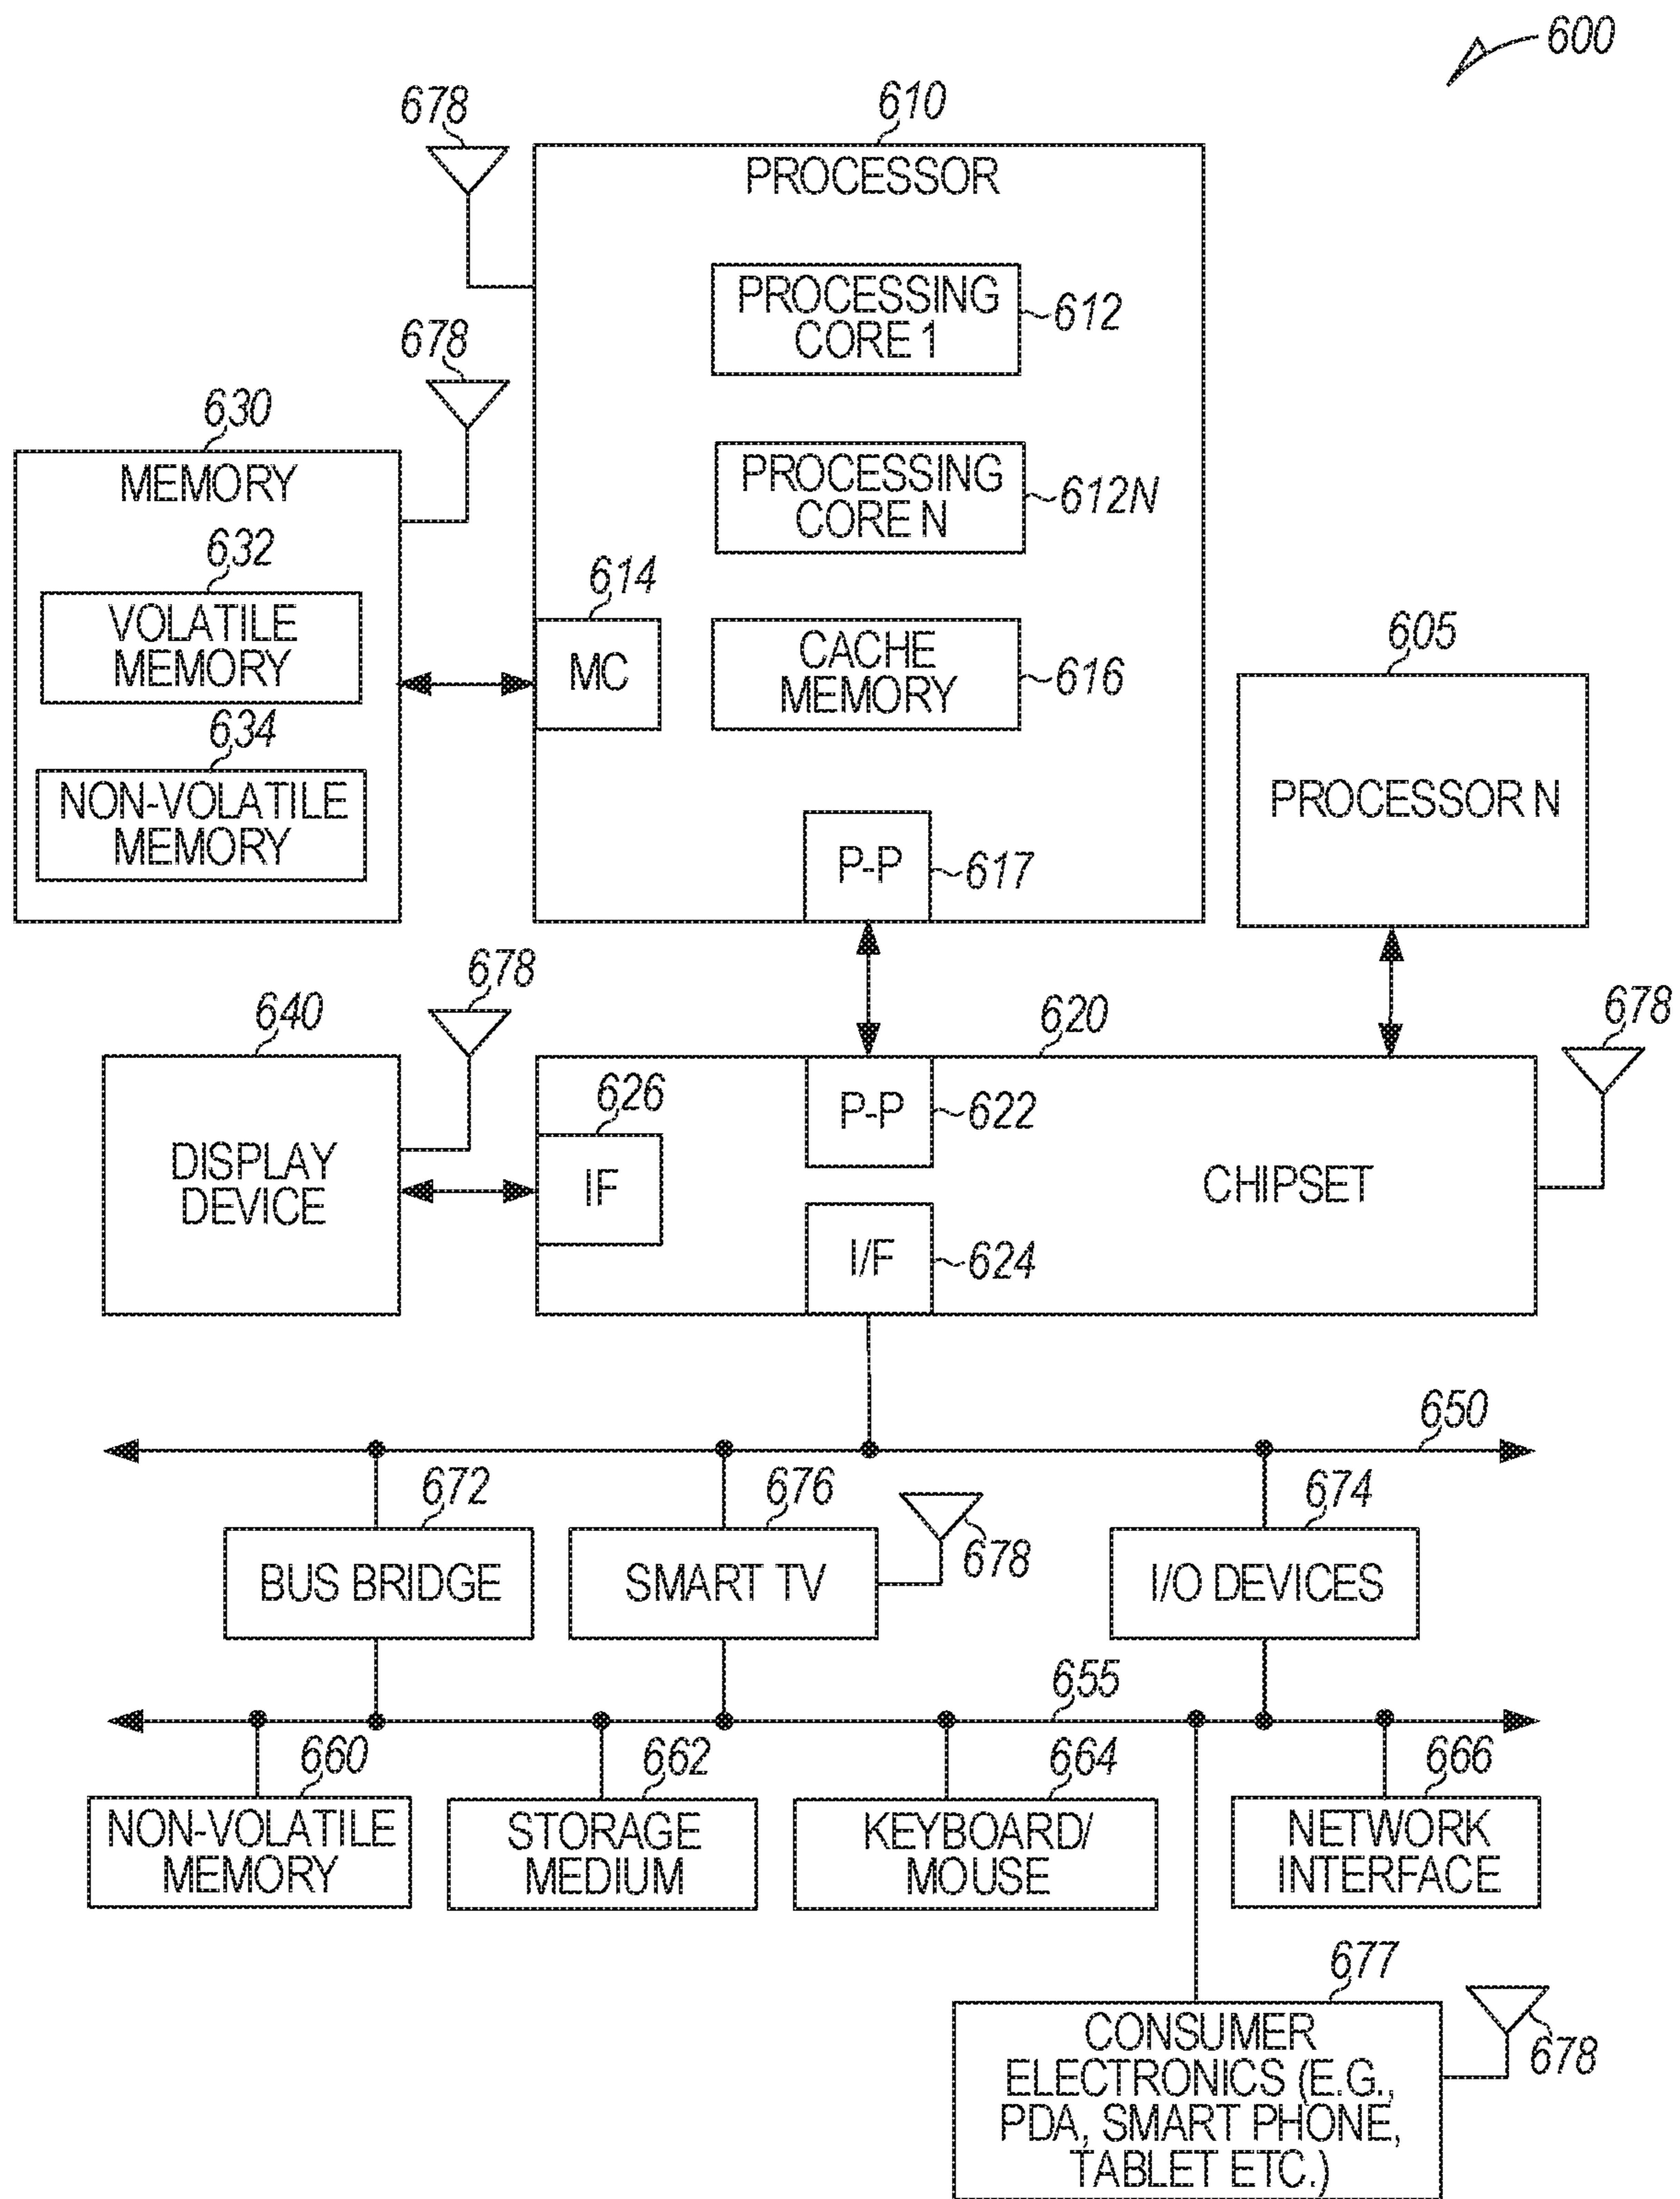 600
678
610
PROCESSOR
PROCESSING
CORE 1
612
678
630
MEMORY
PROCESSING
CORE N
612N
632
VOLATILE
MEMORY
614
MC
CACHE
MEMORY
616
605
PROCESSOR N
634
NON-VOLATILE
MEMORY
P-P
617
678
640
DISPLAY
DEVICE
620
678
626
IF
P-P
622
CHIPSET
I/F
624
650
672
BUS BRIDGE
676
SMART TV
678
674
I/O DEVICES
655
660
NON-VOLATILE
MEMORY
662
STORAGE
MEDIUM
664
KEYBOARD/
MOUSE
666
NETWORK
INTERFACE
677
CONSUMER
ELECTRONICS (E.G.,
PDA, SMART PHONE,
TABLET ETC.)
678